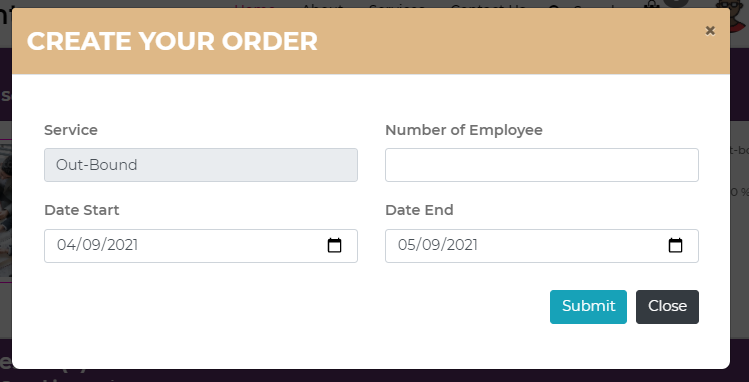 CREATE YOUR ORDER
×
Service
Number of Employee
Out-Bound
Date Start
Date End
04/09/2021
05/09/2021
Submit
Close